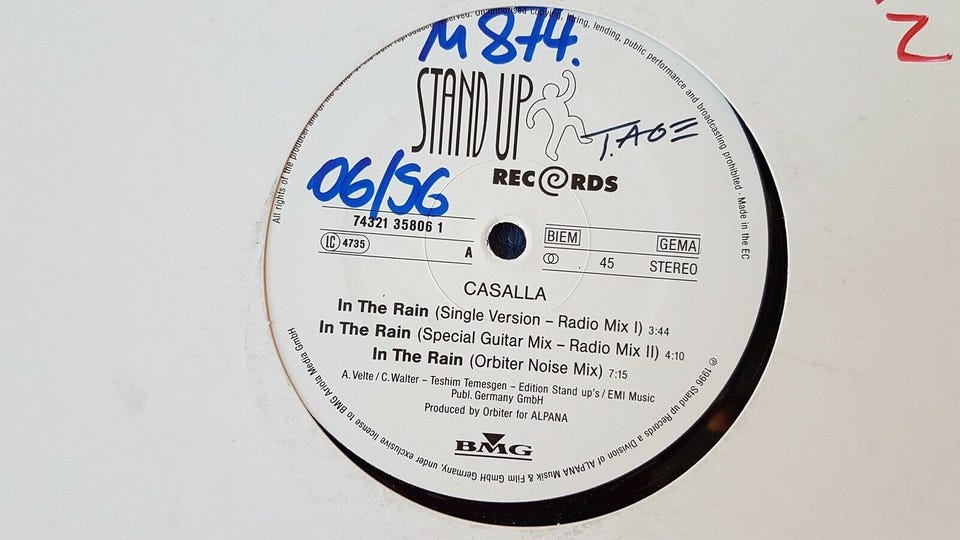 Z
All rights of the producer and of the owner reproduced reserved. Unauthorised copying, hiring, lending, public performance and broadcasting prohibited · Made in the EC
M 874.
STAND UP
T.AGE
RECORDS
06/96
74321 35806 1
LC 4735
A
BIEM
GEMA
45 STEREO
CASALLA
In The Rain (Single Version – Radio Mix I) 3:44
In The Rain (Special Guitar Mix – Radio Mix II) 4:10
In The Rain (Orbiter Noise Mix) 7:15
A. Velte / C. Walter – Teshim Temesgen – Edition Stand up's / EMI Music
Publ. Germany GmbH
Produced by Orbiter for ALPANA
BMG
℗ 1996 Stand up Records a Division of ALPANA Musik & Film GmbH Germany, under exclusive license to BMG Ariola Media GmbH